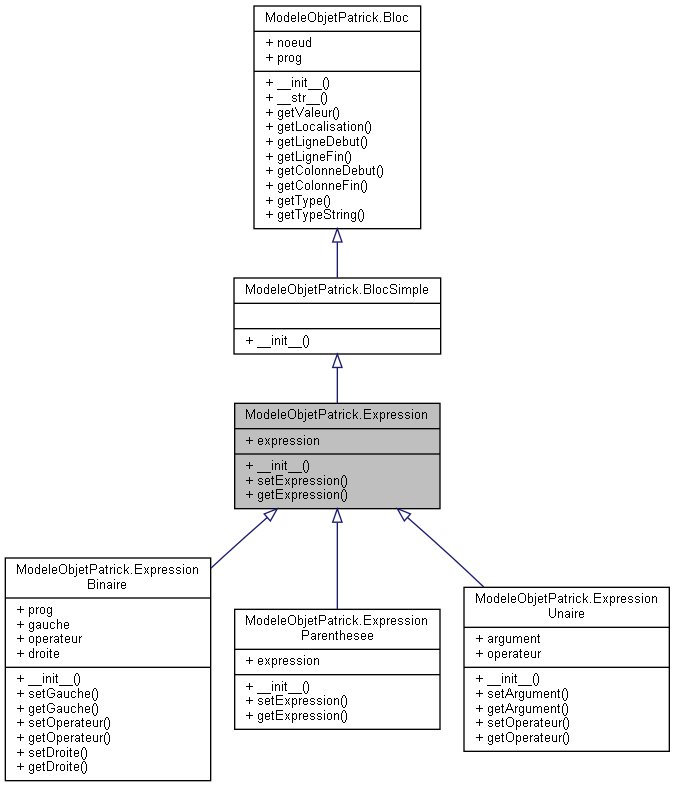 ModeleObjetPatrick.Bloc
+ noeud
+ prog
+ __init__()
+ __str__()
+ getValeur()
+ getLocalisation()
+ getLigneDebut()
+ getLigneFin()
+ getColonneDebut()
+ getColonneFin()
+ getType()
+ getTypeString()
ModeleObjetPatrick.BlocSimple
+ __init__()
ModeleObjetPatrick.Expression
+ expression
+ __init__()
+ setExpression()
+ getExpression()
ModeleObjetPatrick.Expression
Binaire
+ prog
+ gauche
+ operateur
+ droite
+ __init__()
+ setGauche()
+ getGauche()
+ setOperateur()
+ getOperateur()
+ setDroite()
+ getDroite()
ModeleObjetPatrick.Expression
Parenthesee
+ expression
+ __init__()
+ setExpression()
+ getExpression()
ModeleObjetPatrick.Expression
Unaire
+ argument
+ operateur
+ __init__()
+ setArgument()
+ getArgument()
+ setOperateur()
+ getOperateur()